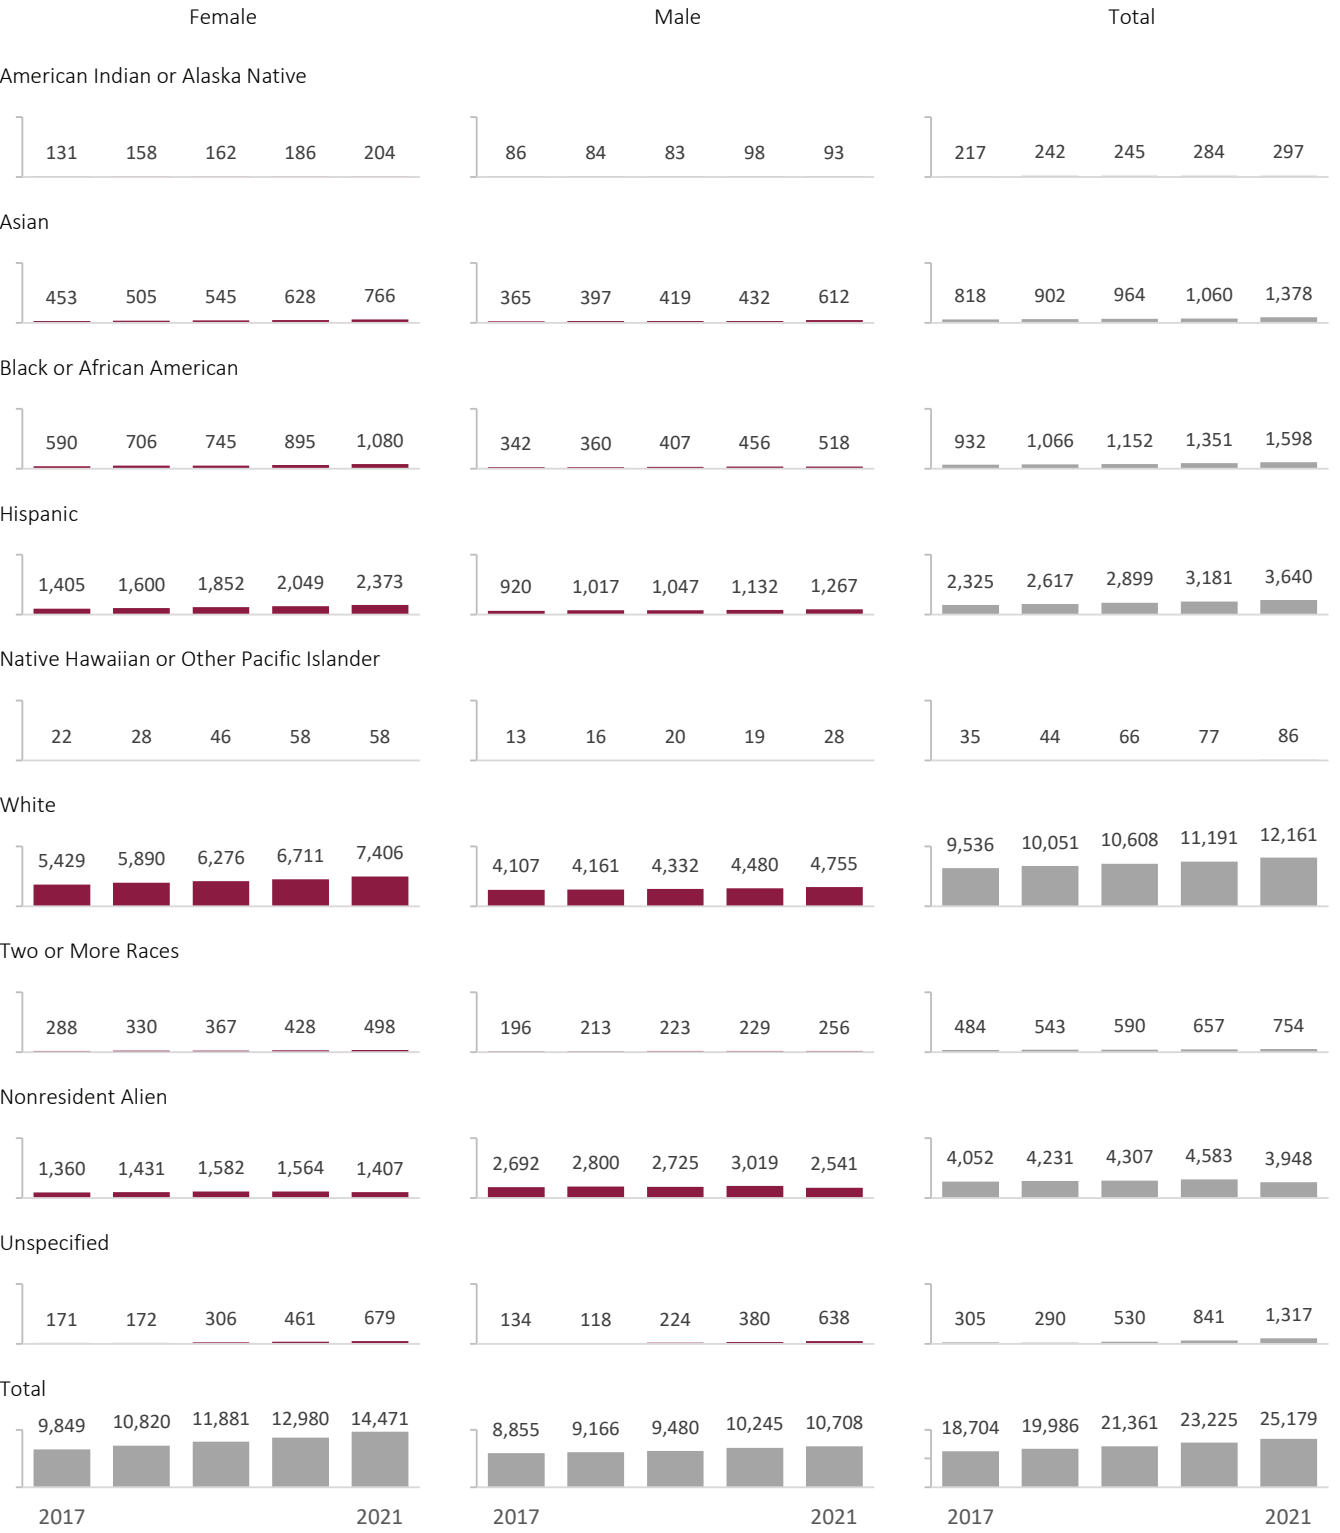 Female Male Total
American Indian or Alaska Native
131 158 162 186 204 86 84 83 98 93 217 242 245 284 297
Asian
453 505 545 628 766 365 397 419 432 612 818 902 964 1,060 1,378
Black or African American
590 706 745 895 1,080 342 360 407 456 518 932 1,066 1,152 1,351 1,598
Hispanic
1,405 1,600 1,852 2,049 2,373 920 1,017 1,047 1,132 1,267 2,325 2,617 2,899 3,181 3,640
Native Hawaiian or Other Pacific Islander
22 28 46 58 58 13 16 20 19 28 35 44 66 77 86
White
5,429 5,890 6,276 6,711 7,406 4,107 4,161 4,332 4,480 4,755 9,536 10,051 10,608 11,191 12,161
Two or More Races
288 330 367 428 498 196 213 223 229 256 484 543 590 657 754
Nonresident Alien
1,360 1,431 1,582 1,564 1,407 2,692 2,800 2,725 3,019 2,541 4,052 4,231 4,307 4,583 3,948
Unspecified
171 172 306 461 679 134 118 224 380 638 305 290 530 841 1,317
Total
9,849 10,820 11,881 12,980 14,471 8,855 9,166 9,480 10,245 10,708 18,704 19,986 21,361 23,225 25,179
2017 2021 2017 2021 2017 2021